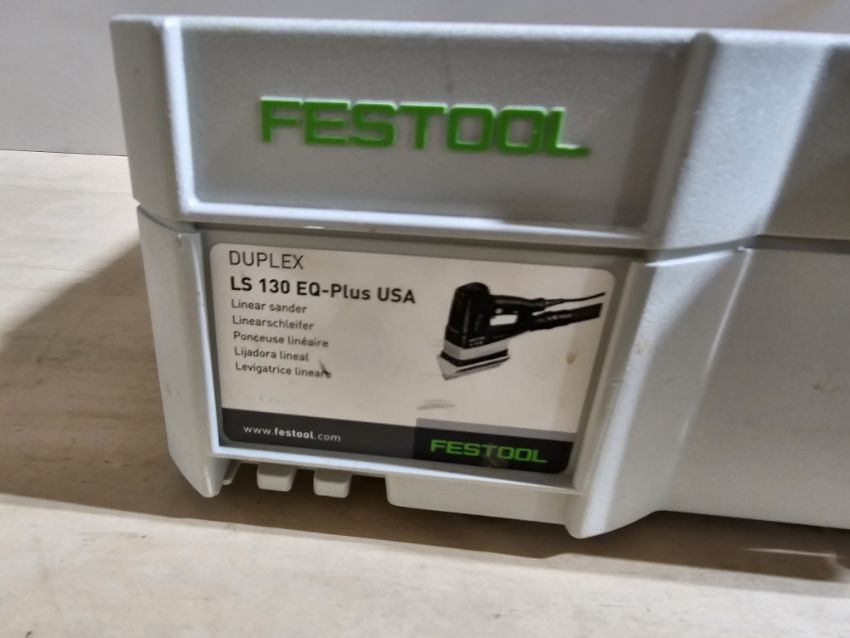 FESTOOL
DUPLEX
LS 130 EQ-Plus USA
Linear sander
Linearschleifer
Ponceuse linéaire
Lijadora lineal
Levigatrice lineare
www.festool.com
FESTOOL